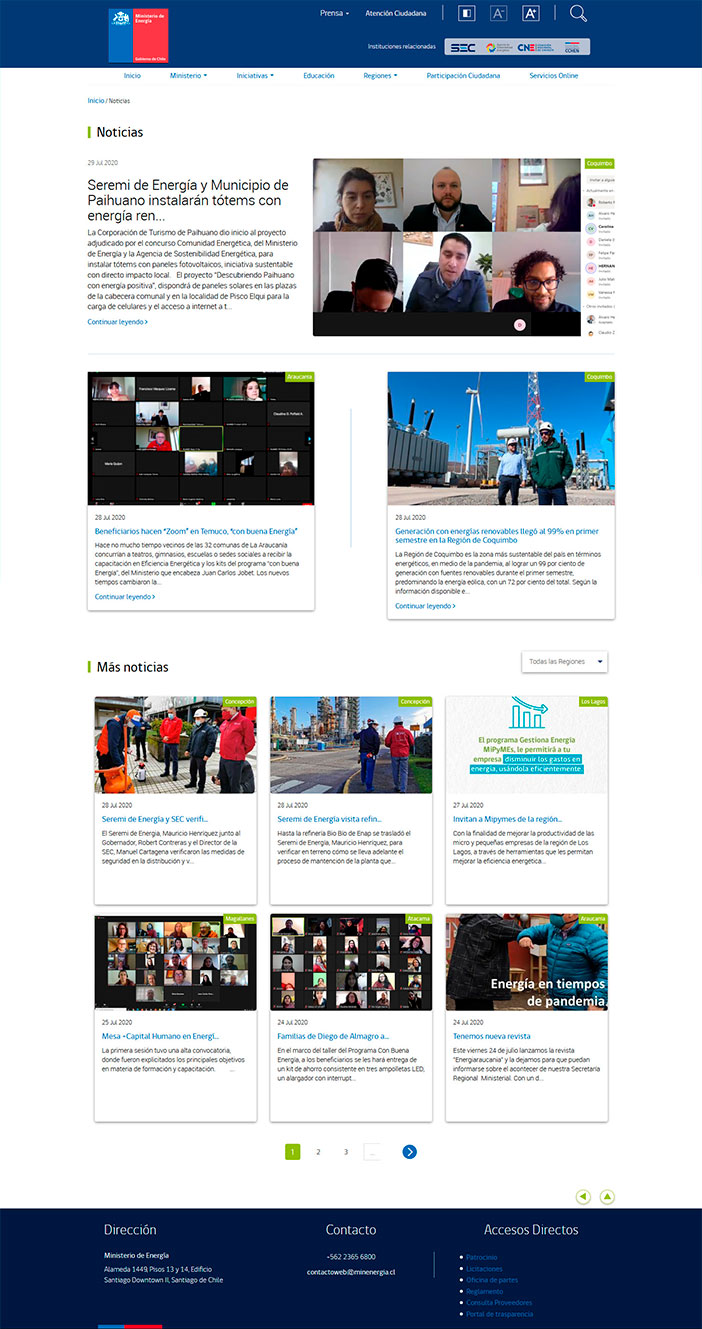 Ministerio de
Energía
Gobierno de Chile
Prensa
Atención Ciudadana
A-
A+
Instituciones relacionadas
SEC
CNE
CCHEN
Inicio
Ministerio
Iniciativas
Educación
Regiones
Participación Ciudadana
Servicios Online
Inicio / Noticias
Noticias
29 Jul 2020
Seremi de Energía y Municipio de
Paihuano instalarán tótems con
energía ren...
La Corporación de Turismo de Paihuano dio inicio al proyecto
adjudicado por el concurso Comunidad Energética, del Ministerio
de Energía y la Agencia de Sostenibilidad Energética, para
instalar tótems con paneles fotovoltaicos, iniciativa sustentable
con directo impacto local. El proyecto "Descubriendo Paihuano
con energía positiva", dispondrá de paneles solares en las plazas
de la cabecera comunal y en la localidad de Pisco Elqui para la
carga de celulares y el acceso a internet a t...
Continuar leyendo
Coquimbo
Araucanía
28 Jul 2020
Beneficiarios hacen "Zoom" en Temuco, "con buena Energía"
Hace no mucho tiempo vecinos de las 32 comunas de La Araucanía
concurrían a teatros, gimnasios, escuelas o sedes sociales a recibir la
capacitación en Eficiencia Energética y los kits del programa "con buena
Energía", del Ministerio que encabeza Juan Carlos Jobet. Los nuevos
tiempos cambiaron la...
Continuar leyendo
Coquimbo
28 Jul 2020
Generación con energías renovables llegó al 99% en primer
semestre en la Región de Coquimbo
La Región de Coquimbo es la zona más sustentable del país en términos
energéticos, en medio de la pandemia, al lograr un 99 por ciento de
generación con fuentes renovables durante el primer semestre,
predominando la energía eólica, con un 72 por ciento del total. Según la
información disponible e...
Continuar leyendo
Más noticias
Todas las Regiones
Concepción
28 Jul 2020
Seremi de Energía y SEC verifi...
El Seremi de Energía, Mauricio Henríquez junto al
Gobernador, Robert Contreras y el Director de la
SEC, Manuel Cartagena verificaron las medidas de
seguridad en la distribución y v...
Concepción
28 Jul 2020
Seremi de Energía visita refin...
Hasta la refinería Bío Bío de Enap se trasladó el
Seremi de Energía, Mauricio Henríquez, para
verificar en terreno cómo se lleva adelante el
proceso de mantención de la planta que...
Los Lagos
El programa Gestiona Energía
MiPyMEs, le permitirá a tu
empresa disminuir los gastos en
energía, usándola eficientemente.
27 Jul 2020
Invitan a Mipymes de la región...
Con la finalidad de mejorar la productividad de las
micro y pequeñas empresas de la región de Los
Lagos, a través de herramientas que les permitan
mejorar la eficiencia energética...
Magallanes
25 Jul 2020
Mesa +Capital Humano en Energí...
La primera sesión tuvo una alta convocatoria,
donde fueron explicitados los principales objetivos
en materia de formación y capacitación. ...
Atacama
24 Jul 2020
Familias de Diego de Almagro a...
En el marco del taller del Programa Con Buena
Energía, a los beneficiarios se les hará entrega de
un kit de ahorro consistente en tres ampolletas LED,
un alargador con interrupt...
Araucanía
Energía en tiempos
de pandemia.
24 Jul 2020
Tenemos nueva revista
Este viernes 24 de julio lanzamos la revista
"Energiaraucanía" y la dejamos para que puedan
informarse sobre el acontecer de nuestra Secretaría
Regional Ministerial. Con un d...
1
2
3
...
Dirección
Ministerio de Energía
Alameda 1449, Pisos 13 y 14, Edificio
Santiago Downtown II, Santiago de Chile
Contacto
+562 2365 6800
contactoweb@minenergia.cl
Accesos Directos
Patrocinio
Licitaciones
Oficina de partes
Reglamento
Consulta Proveedores
Portal de trasparencia